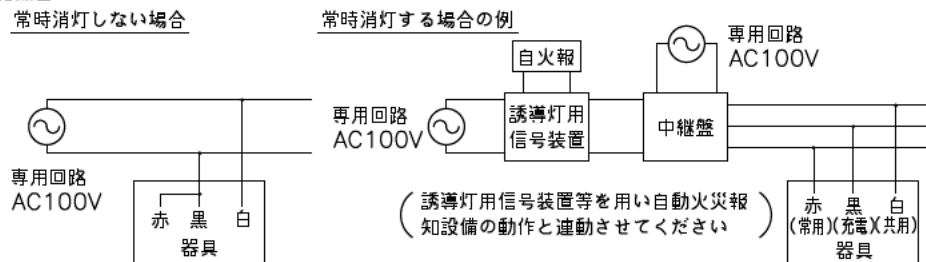 常時消灯しない場合
専用回路
AC100V
赤 黒 白
器具
常時消灯する場合の例
自火報
専用回路
AC100V
誘導灯用
信号装置
中継盤
専用回路
AC100V
(誘導灯用信号装置等を用い自動火災報
知設備の動作と連動させてください)
赤 黒 白
(常用)(充電)(共用)
器具